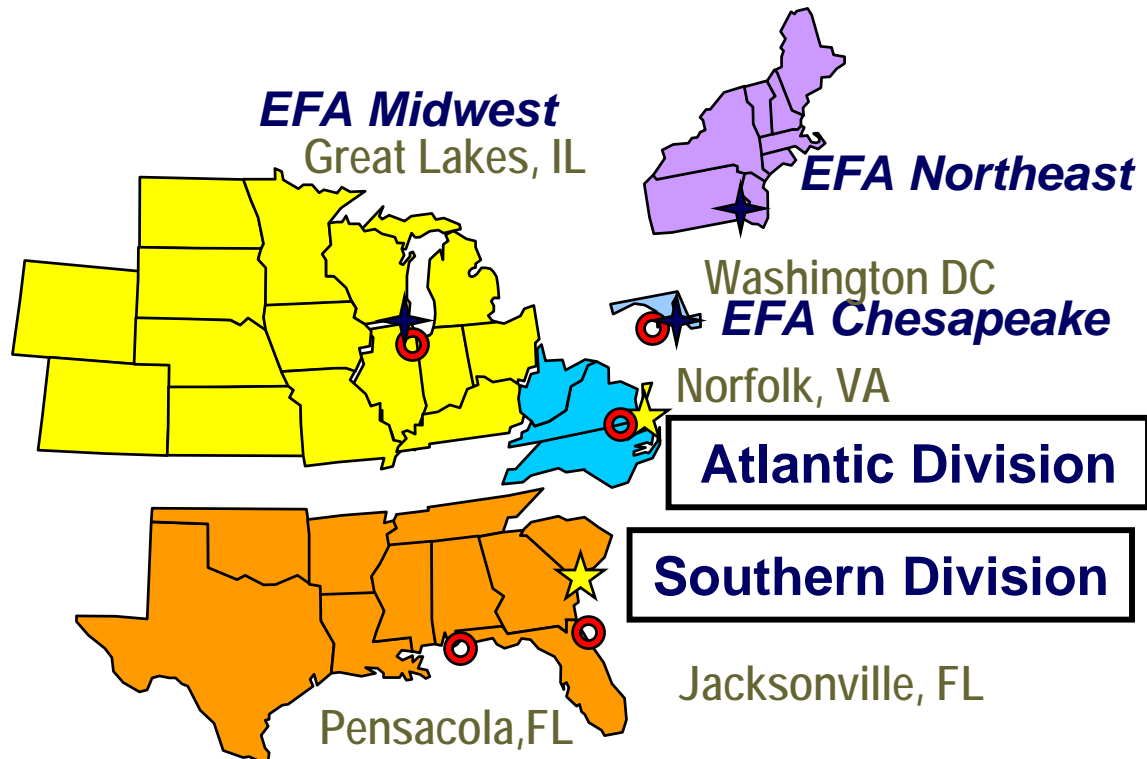 EFA Midwest
Great Lakes, IL
EFA Northeast
Washington DC
EFA Chesapeake
Norfolk, VA
Atlantic Division
Southern Division
Jacksonville, FL
Pensacola,FL